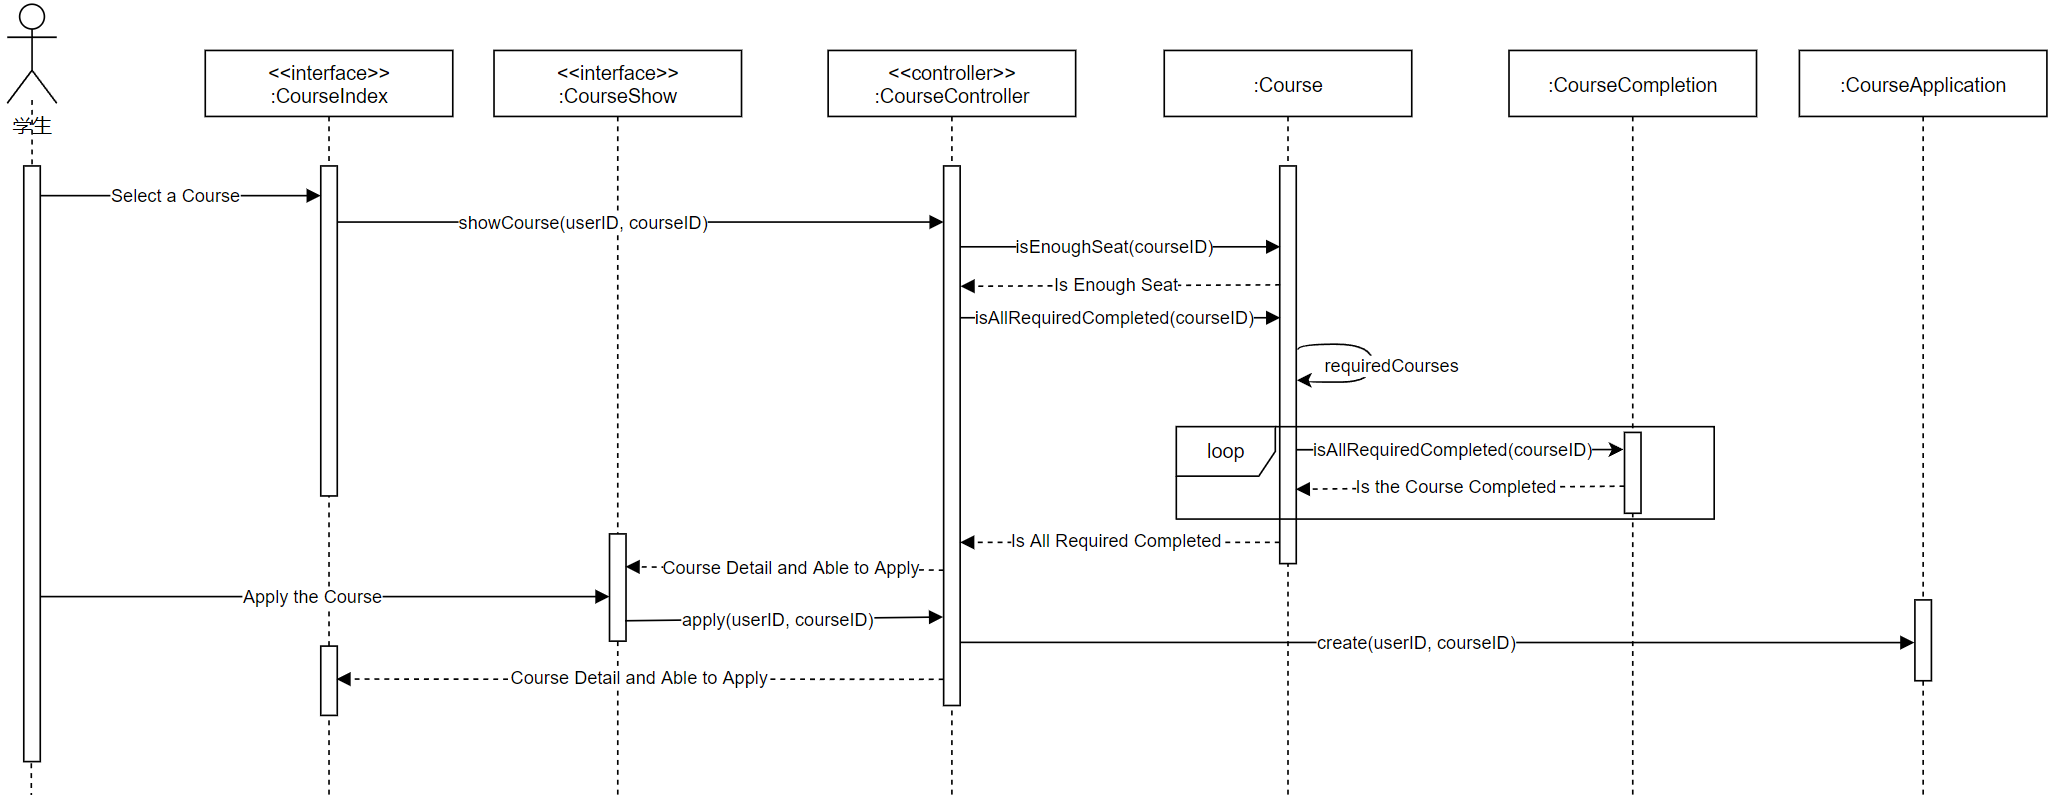 学生
<<interface>>
:CourseIndex
<<interface>>
:CourseShow
<<controller>>
:CourseController
:Course
:CourseCompletion
:CourseApplication
Select a Course
showCourse(userID, courseID)
isEnoughSeat(courseID)
Is Enough Seat
isAllRequiredCompleted(courseID)
requiredCourses
loop
isAllRequiredCompleted(courseID)
Is the Course Completed
Is All Required Completed
Course Detail and Able to Apply
Apply the Course
apply(userID, courseID)
create(userID, courseID)
Course Detail and Able to Apply